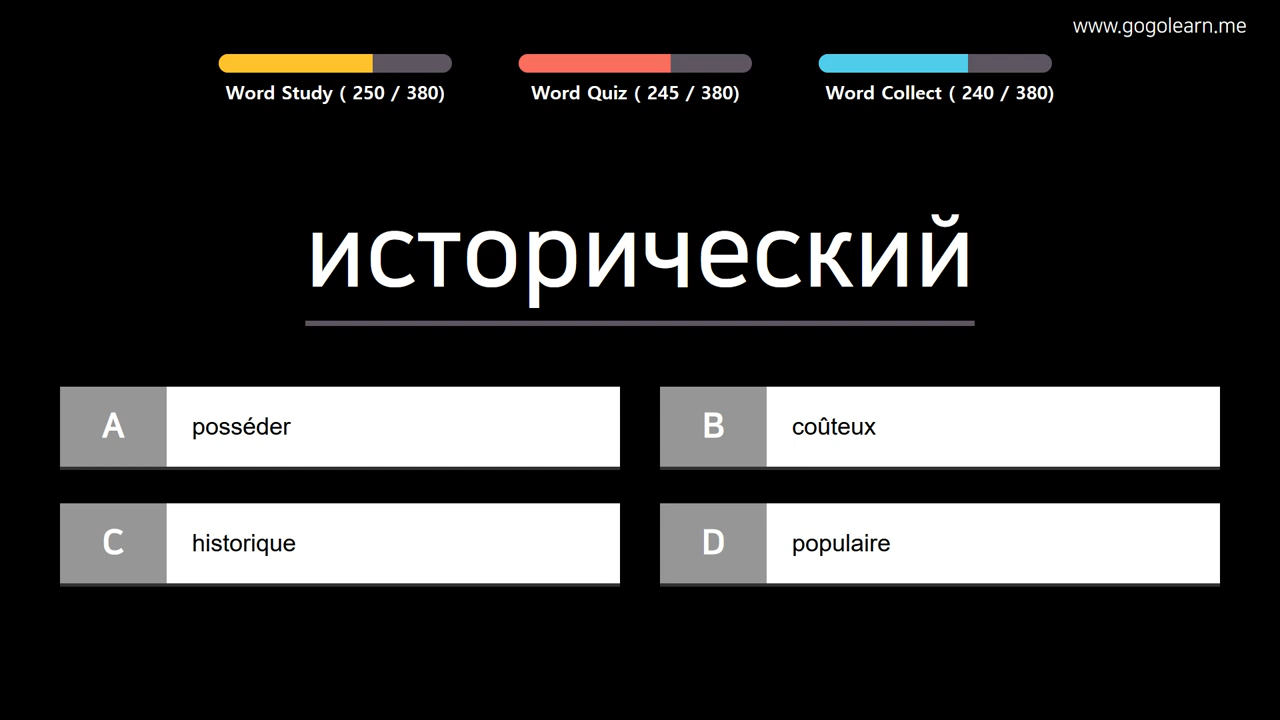 www.gogolearn.me
Word Study ( 250 / 380)
Word Quiz ( 245 / 380)
Word Collect ( 240 / 380)
исторический
A posséder
B coûteux
C historique
D populaire